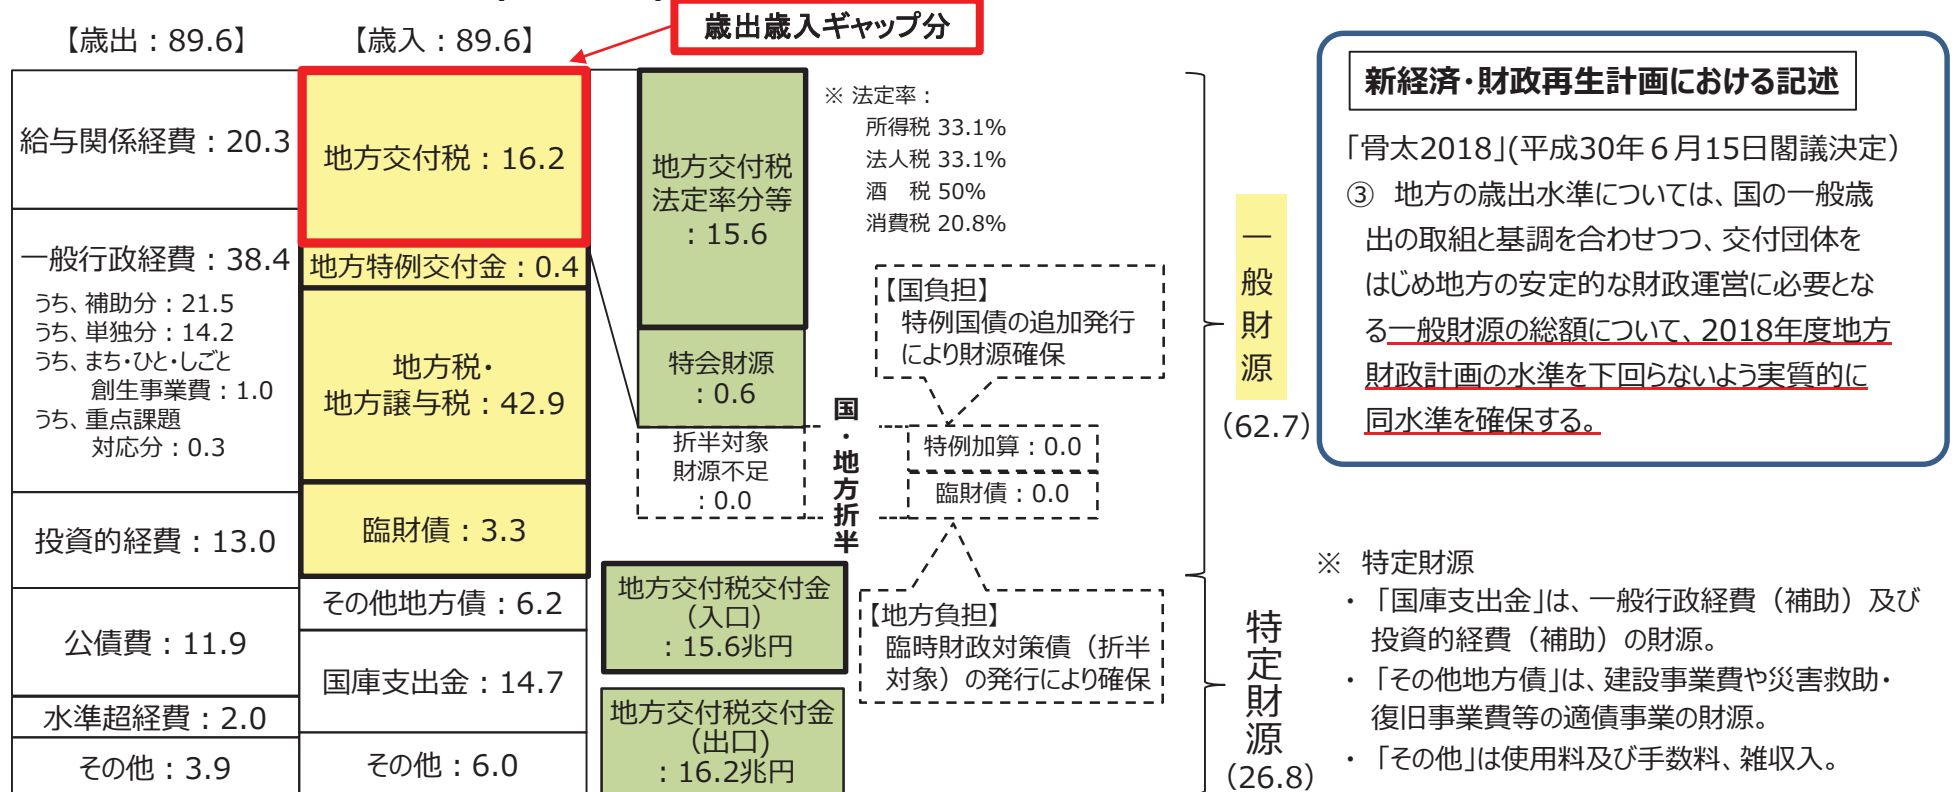 【歳出：89.6】
【歳入：89.6】
歳出歳入ギャップ分
給与関係経費：20.3
一般行政経費：38.4
うち、補助分：21.5
うち、単独分：14.2
うち、まち・ひと・しごと
創生事業費：1.0
うち、重点課題
対応分：0.3
投資的経費：13.0
公債費：11.9
水準超経費：2.0
その他：3.9
地方交付税：16.2
地方特例交付金：0.4
地方税・
地方譲与税：42.9
臨財債：3.3
その他地方債：6.2
国庫支出金：14.7
その他：6.0
地方交付税
法定率分等
：15.6
特会財源
：0.6
折半対象
財源不足
：0.0
地方交付税交付金
（入口）
：15.6兆円
地方交付税交付金
（出口）
：16.2兆円
※ 法定率：
所得税 33.1%
法人税 33.1%
酒　税 50%
消費税 20.8%
国・地方折半
【国負担】
特例国債の追加発行
により財源確保
特例加算：0.0
臨財債：0.0
【地方負担】
臨時財政対策債（折半
対象）の発行により確保
一般財源
（62.7）
特定財源
（26.8）
新経済・財政再生計画における記述
「骨太2018」(平成30年６月15日閣議決定）
③　地方の歳出水準については、国の一般歳
出の取組と基調を合わせつつ、交付団体を
はじめ地方の安定的な財政運営に必要とな
る一般財源の総額について、2018年度地方
財政計画の水準を下回らないよう実質的に
同水準を確保する。
※　特定財源
・「国庫支出金」は、一般行政経費（補助）及び
投資的経費（補助）の財源。
・「その他地方債」は、建設事業費や災害救助・
復旧事業費等の適債事業の財源。
・「その他」は使用料及び手数料、雑収入。